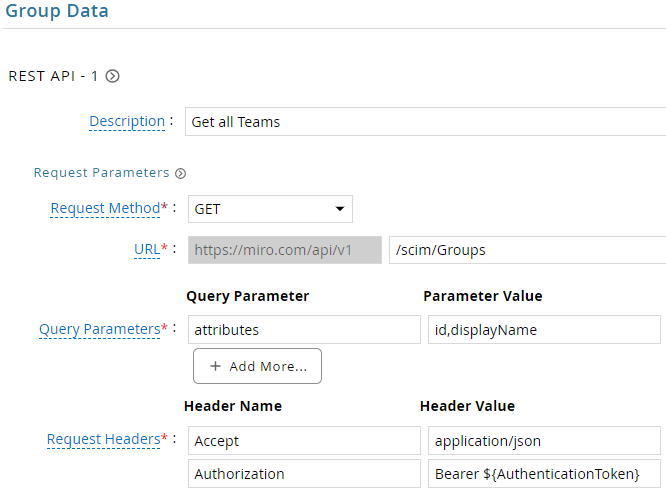 Group Data
REST API - 1
Description :
Get all Teams
Request Parameters
Request Method* :
GET
URL* :
https://miro.com/api/v1
/scim/Groups
Query Parameter Parameter Value
Query Parameters* :
attributes
id,displayName
+ Add More...
Header Name Header Value
Request Headers* :
Accept
application/json
Authorization
Bearer ${AuthenticationToken}